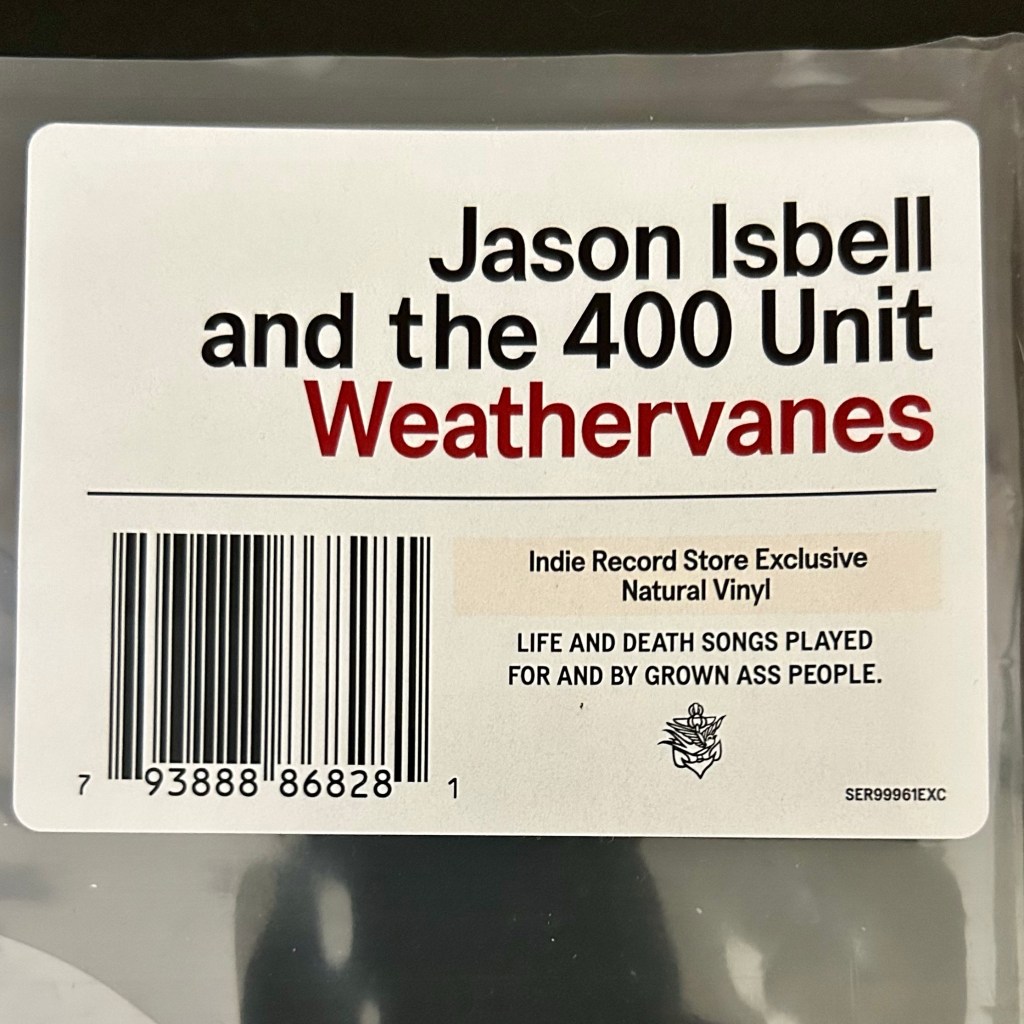 Jason Isbell
and the 400 Unit
Weathervanes
Indie Record Store Exclusive
Natural Vinyl
LIFE AND DEATH SONGS PLAYED
FOR AND BY GROWN ASS PEOPLE.
7 93888 86828 1
SER99961EXC